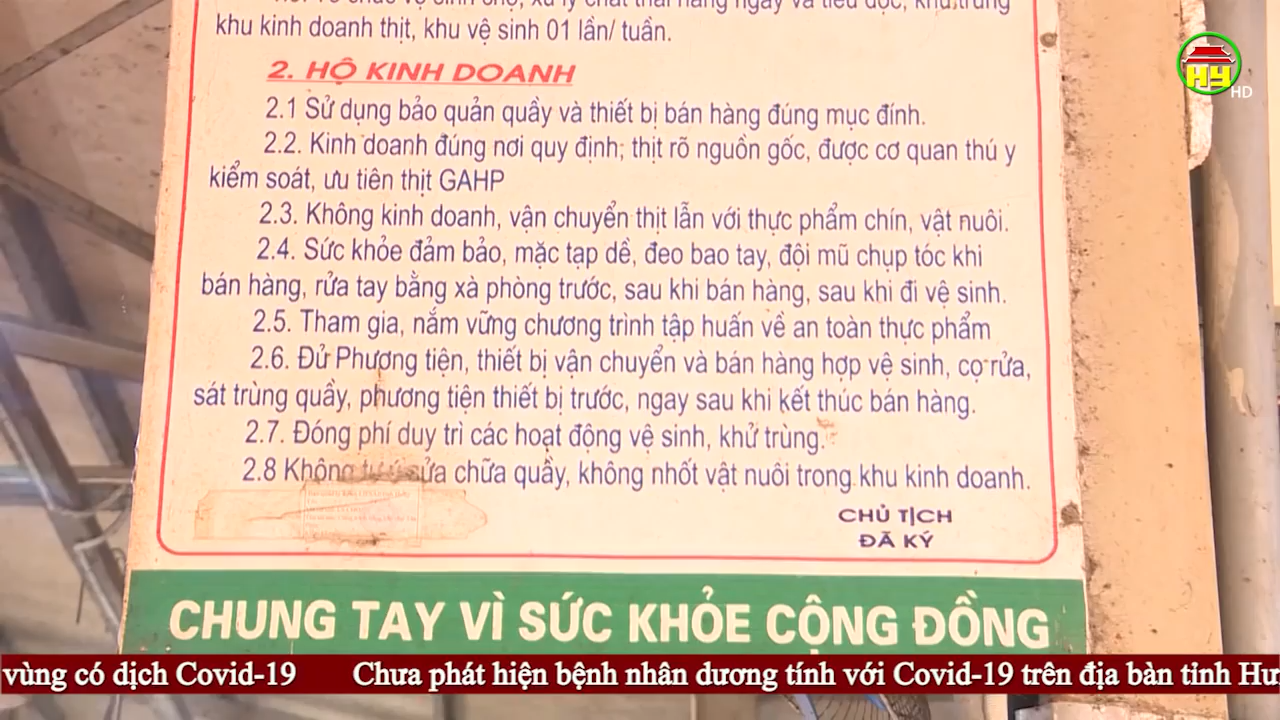 khu kinh doanh thịt, khu vệ sinh 01 lần/ tuần.
2. HỘ KINH DOANH
2.1 Sử dụng bảo quản quầy và thiết bị bán hàng đúng mục đính.
2.2. Kinh doanh đúng nơi quy định; thịt rõ nguồn gốc, được cơ quan thú y
kiểm soát, ưu tiên thịt GAHP
2.3. Không kinh doanh, vận chuyển thịt lẫn với thực phẩm chín, vật nuôi.
2.4. Sức khỏe đảm bảo, mặc tạp dề, đeo bao tay, đội mũ chụp tóc khi
bán hàng, rửa tay bằng xà phòng trước, sau khi bán hàng, sau khi đi vệ sinh.
2.5. Tham gia, nắm vững chương trình tập huấn về an toàn thực phẩm
2.6. Đử Phượng tiện, thiết bị vận chuyển và bán hàng hợp vệ sinh, cọ rửa,
sát trùng quầy, phương tiện thiết bị trước, ngay sau khi kết thúc bán hàng.
2.7. Đóng phí duy trì các hoạt động vệ sinh, khử trùng.
2.8 Không sửa chữa quầy, không nhốt vật nuôi trong khu kinh doanh.
CHỦ TỊCH
ĐÃ KÝ
CHUNG TAY VÌ SỨC KHỎE CỘNG ĐỒNG
HY HD
vùng có dịch Covid-19 Chưa phát hiện bệnh nhân dương tính với Covid-19 trên địa bàn tỉnh